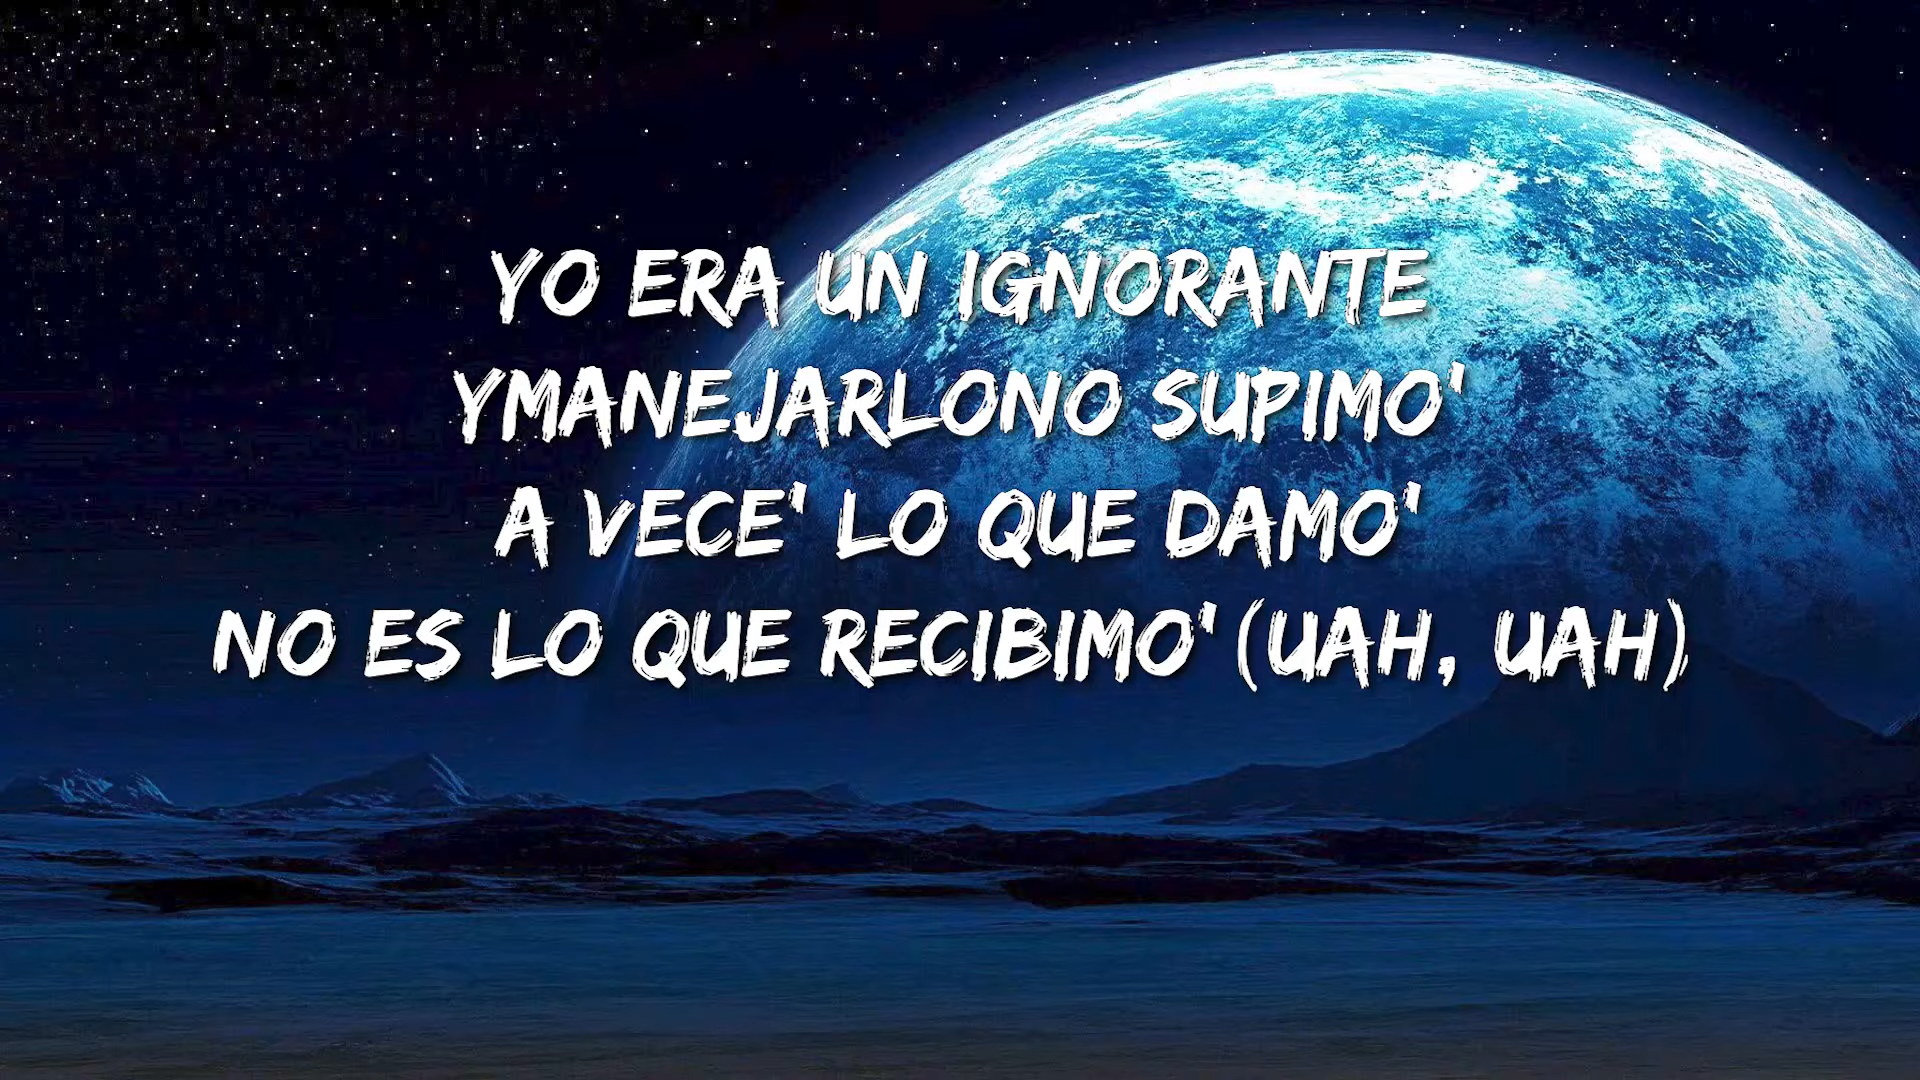 YO ERA UN IGNORANTE
YMANEJARLONO SUPIMO'
A VECE' LO QUE DAMO'
NO ES LO QUE RECIBIMO' (UAH, UAH)